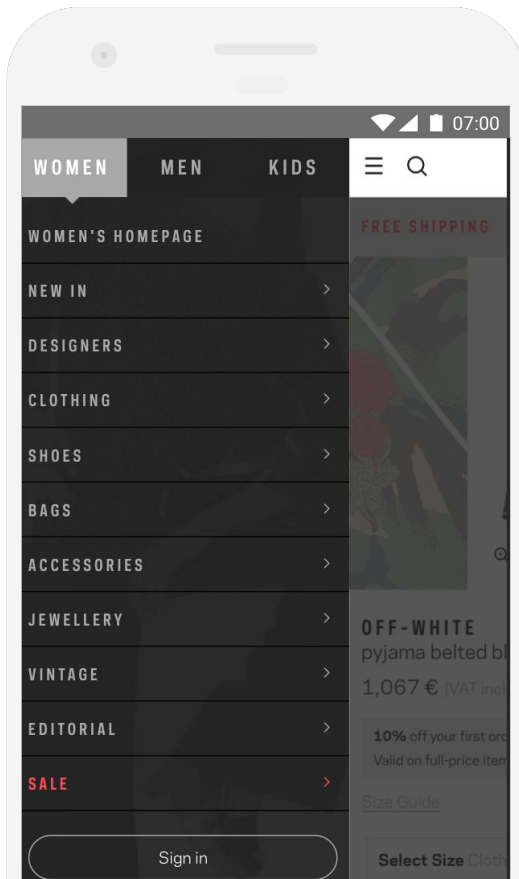 07:00
WOMEN MEN KIDS
WOMEN'S HOMEPAGE
NEW IN
DESIGNERS
CLOTHING
SHOES
BAGS
ACCESSORIES
JEWELLERY
VINTAGE
EDITORIAL
SALE
Sign in
FREE SHIPPING
OFF-WHITE
pyjama belted bl
1,067 € (VAT incl
10% off your first ord
Valid on full-price item
Size Guide
Select Size Cloth